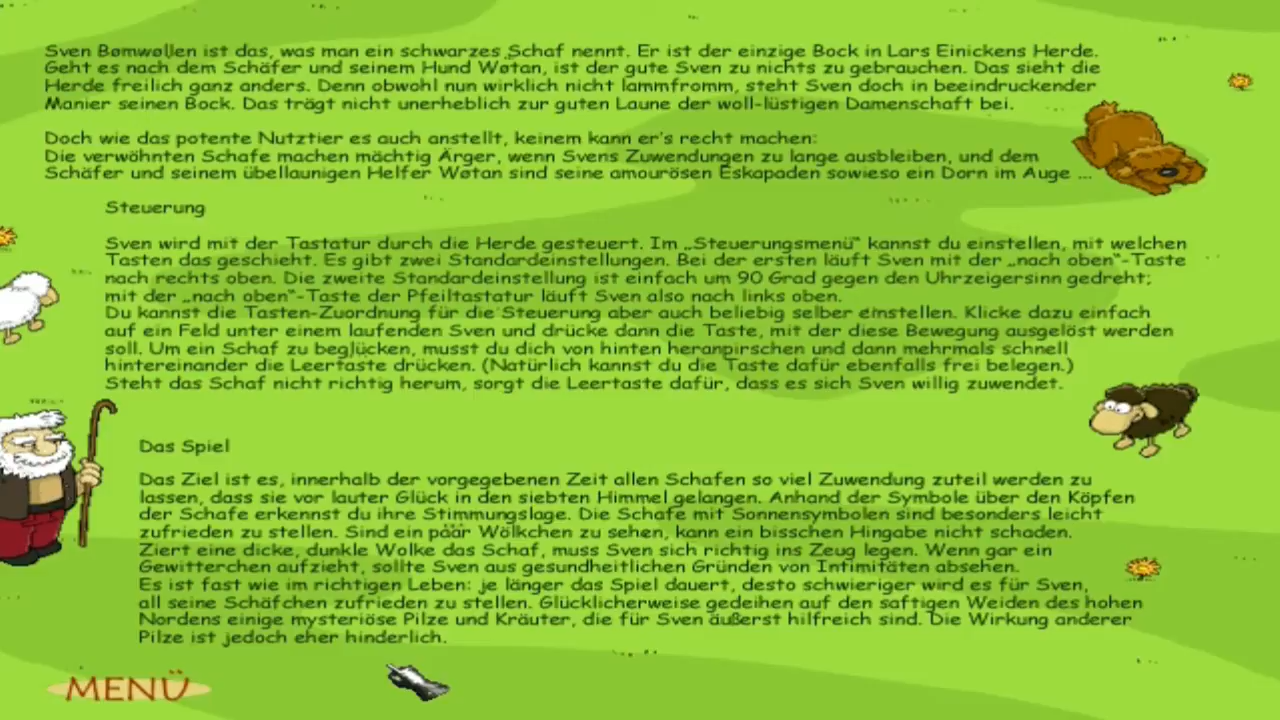 Sven Bømwøllen ist das, was man ein schwarzes Schaf nennt. Er ist der einzige Bock in Lars Einickens Herde.
Geht es nach dem Schäfer und seinem Hund Wøtan, ist der gute Sven zu nichts zu gebrauchen. Das sieht die
Herde freilich ganz anders. Denn obwohl nun wirklich nicht lammfromm, steht Sven doch in beeindruckender
Manier seinen Bock. Das trägt nicht unerheblich zur guten Laune der woll-lüstigen Damenschaft bei.
Doch wie das potente Nutztier es auch anstellt, keinem kann er's recht machen:
Die verwöhnten Schafe machen mächtig Ärger, wenn Svens Zuwendungen zu lange ausbleiben, und dem
Schäfer und seinem übellaunigen Helfer Wøtan sind seine amourösen Eskapaden sowieso ein Dorn im Auge ...
Steuerung
Sven wird mit der Tastatur durch die Herde gesteuert. Im „Steuerungsmenü“ kannst du einstellen, mit welchen
Tasten das geschieht. Es gibt zwei Standardeinstellungen. Bei der ersten läuft Sven mit der „nach oben“-Taste
nach rechts oben. Die zweite Standardeinstellung ist einfach um 90 Grad gegen den Uhrzeigersinn gedreht;
mit der „nach oben“-Taste der Pfeiltastatur läuft Sven also nach links oben.
Du kannst die Tasten-Zuordnung für die Steuerung aber auch beliebig selber einstellen. Klicke dazu einfach
auf ein Feld unter einem laufenden Sven und drücke dann die Taste, mit der diese Bewegung ausgelöst werden
soll. Um ein Schaf zu beglücken, musst du dich von hinten heranpirschen und dann mehrmals schnell
hintereinander die Leertaste drücken. (Natürlich kannst du die Taste dafür ebenfalls frei belegen.)
Steht das Schaf nicht richtig herum, sorgt die Leertaste dafür, dass es sich Sven willig zuwendet.
Das Spiel
Das Ziel ist es, innerhalb der vorgegebenen Zeit allen Schafen so viel Zuwendung zuteil werden zu
lassen, dass sie vor lauter Glück in den siebten Himmel gelangen. Anhand der Symbole über den Köpfen
der Schafe erkennst du ihre Stimmungslage. Die Schafe mit Sonnensymbolen sind besonders leicht
zufrieden zu stellen. Sind ein paar Wölkchen zu sehen, kann ein bisschen Hingabe nicht schaden.
Ziert eine dicke, dunkle Wolke das Schaf, muss Sven sich richtig ins Zeug legen. Wenn gar ein
Gewitterchen aufzieht, sollte Sven aus gesundheitlichen Gründen von Intimitäten absehen.
Es ist fast wie im richtigen Leben: je länger das Spiel dauert, desto schwieriger wird es für Sven,
all seine Schäfchen zufrieden zu stellen. Glücklicherweise gedeihen auf den saftigen Weiden des hohen
Nordens einige mysteriöse Pilze und Kräuter, die für Sven äußerst hilfreich sind. Die Wirkung anderer
Pilze ist jedoch eher hinderlich.
MENÜ